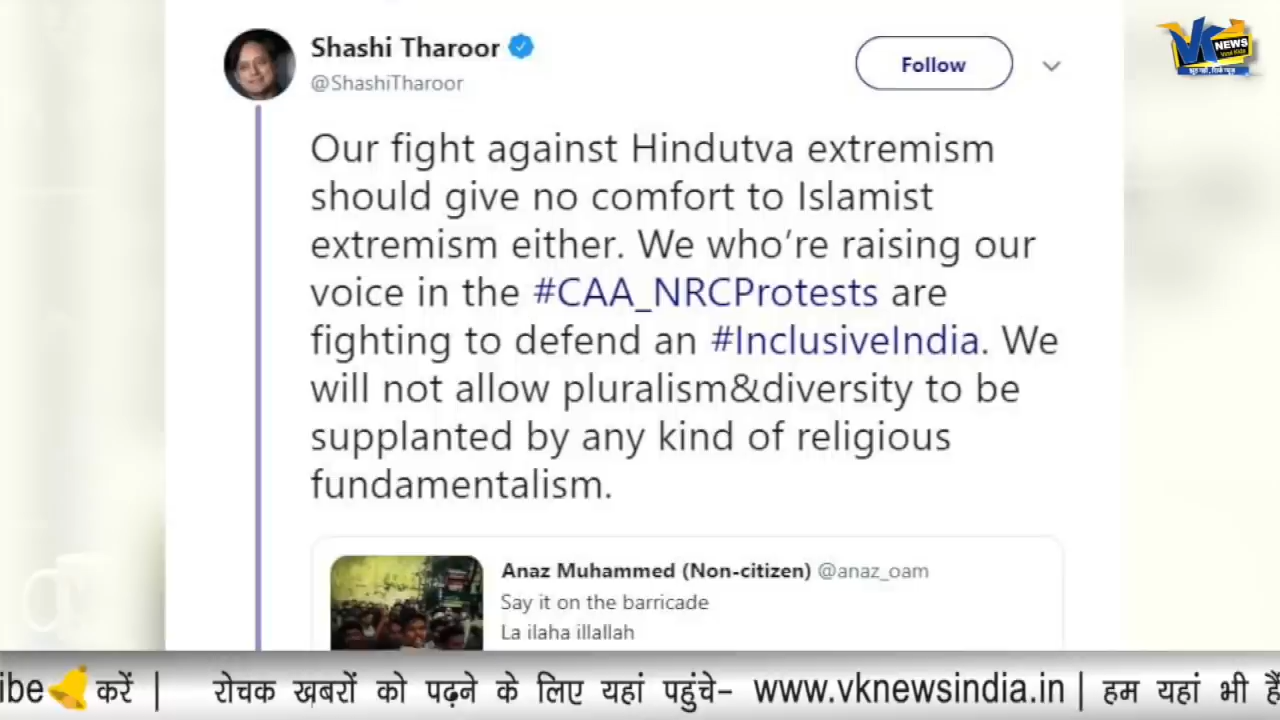 Shashi Tharoor
@ShashiTharoor
Follow
VK NEWS
Our fight against Hindutva extremism
should give no comfort to Islamist
extremism either. We who're raising our
voice in the #CAA_NRCProtests are
fighting to defend an #InclusiveIndia. We
will not allow pluralism&diversity to be
supplanted by any kind of religious
fundamentalism.
Anaz Muhammed (Non-citizen) @anaz_oam
Say it on the barricade
La ilaha illallah
ibe करें | रोचक ख़बरों को पढ़ने के लिए यहां पहुंचे- www.vknewsindia.in | हम यहां भी हैं